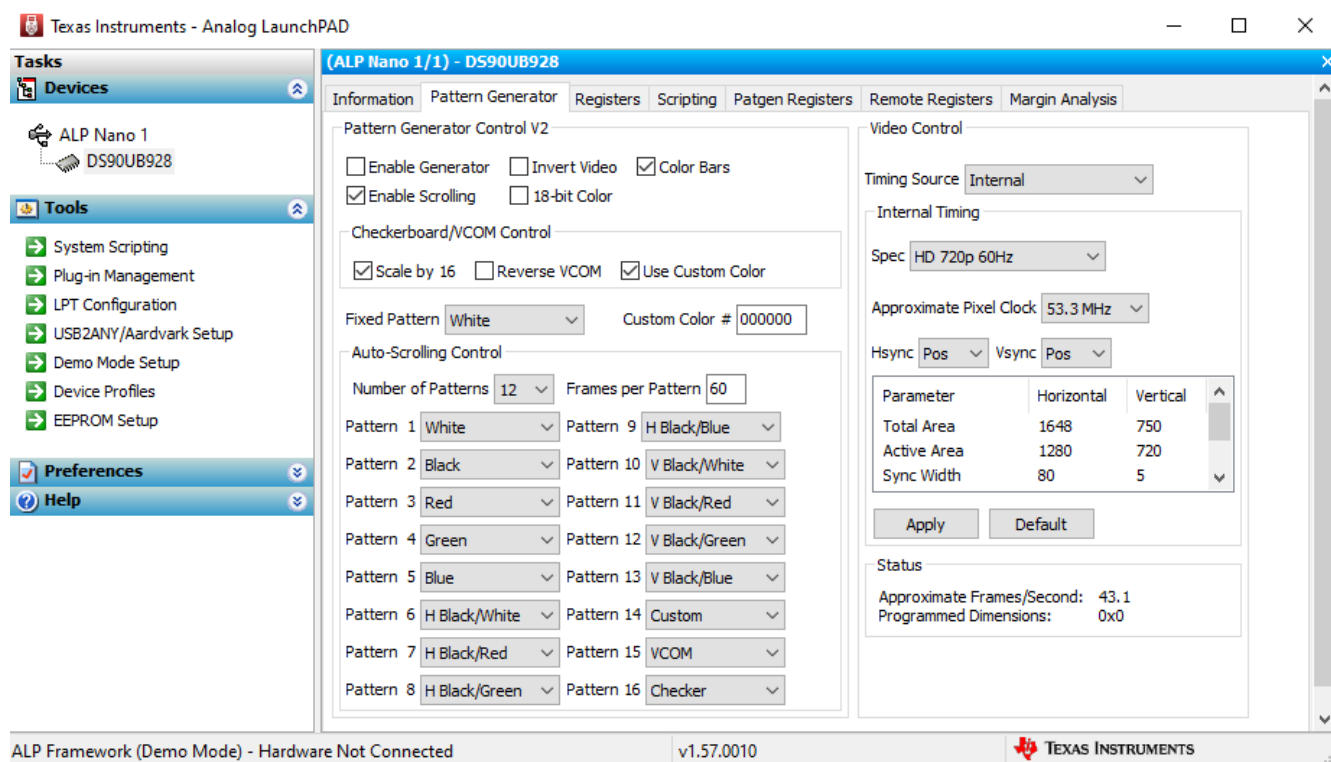 Texas Instruments - Analog LaunchPAD
Tasks
Devices
ALP Nano 1
DS90UB928
Tools
System Scripting
Plug-in Management
LPT Configuration
USB2ANY/Aardvark Setup
Demo Mode Setup
Device Profiles
EEPROM Setup
Preferences
Help
(ALP Nano 1/1) - DS90UB928
Information Pattern Generator Registers Scripting Patgen Registers Remote Registers Margin Analysis
Pattern Generator Control V2
Enable Generator Invert Video Color Bars
Enable Scrolling 18-bit Color
Checkerboard/VCOM Control
Scale by 16 Reverse VCOM Use Custom Color
Fixed Pattern White Custom Color # 000000
Auto-Scrolling Control
Number of Patterns 12 Frames per Pattern 60
Pattern 1 White Pattern 9 H Black/Blue
Pattern 2 Black Pattern 10 V Black/White
Pattern 3 Red Pattern 11 V Black/Red
Pattern 4 Green Pattern 12 V Black/Green
Pattern 5 Blue Pattern 13 V Black/Blue
Pattern 6 H Black/White Pattern 14 Custom
Pattern 7 H Black/Red Pattern 15 VCOM
Pattern 8 H Black/Green Pattern 16 Checker
Video Control
Timing Source Internal
Internal Timing
Spec HD 720p 60Hz
Approximate Pixel Clock 53.3 MHz
Hsync Pos Vsync Pos
Parameter Horizontal Vertical
Total Area 1648 750
Active Area 1280 720
Sync Width 80 5
Apply Default
Status
Approximate Frames/Second: 43.1
Programmed Dimensions: 0x0
ALP Framework (Demo Mode) - Hardware Not Connected v1.57.0010 TEXAS INSTRUMENTS